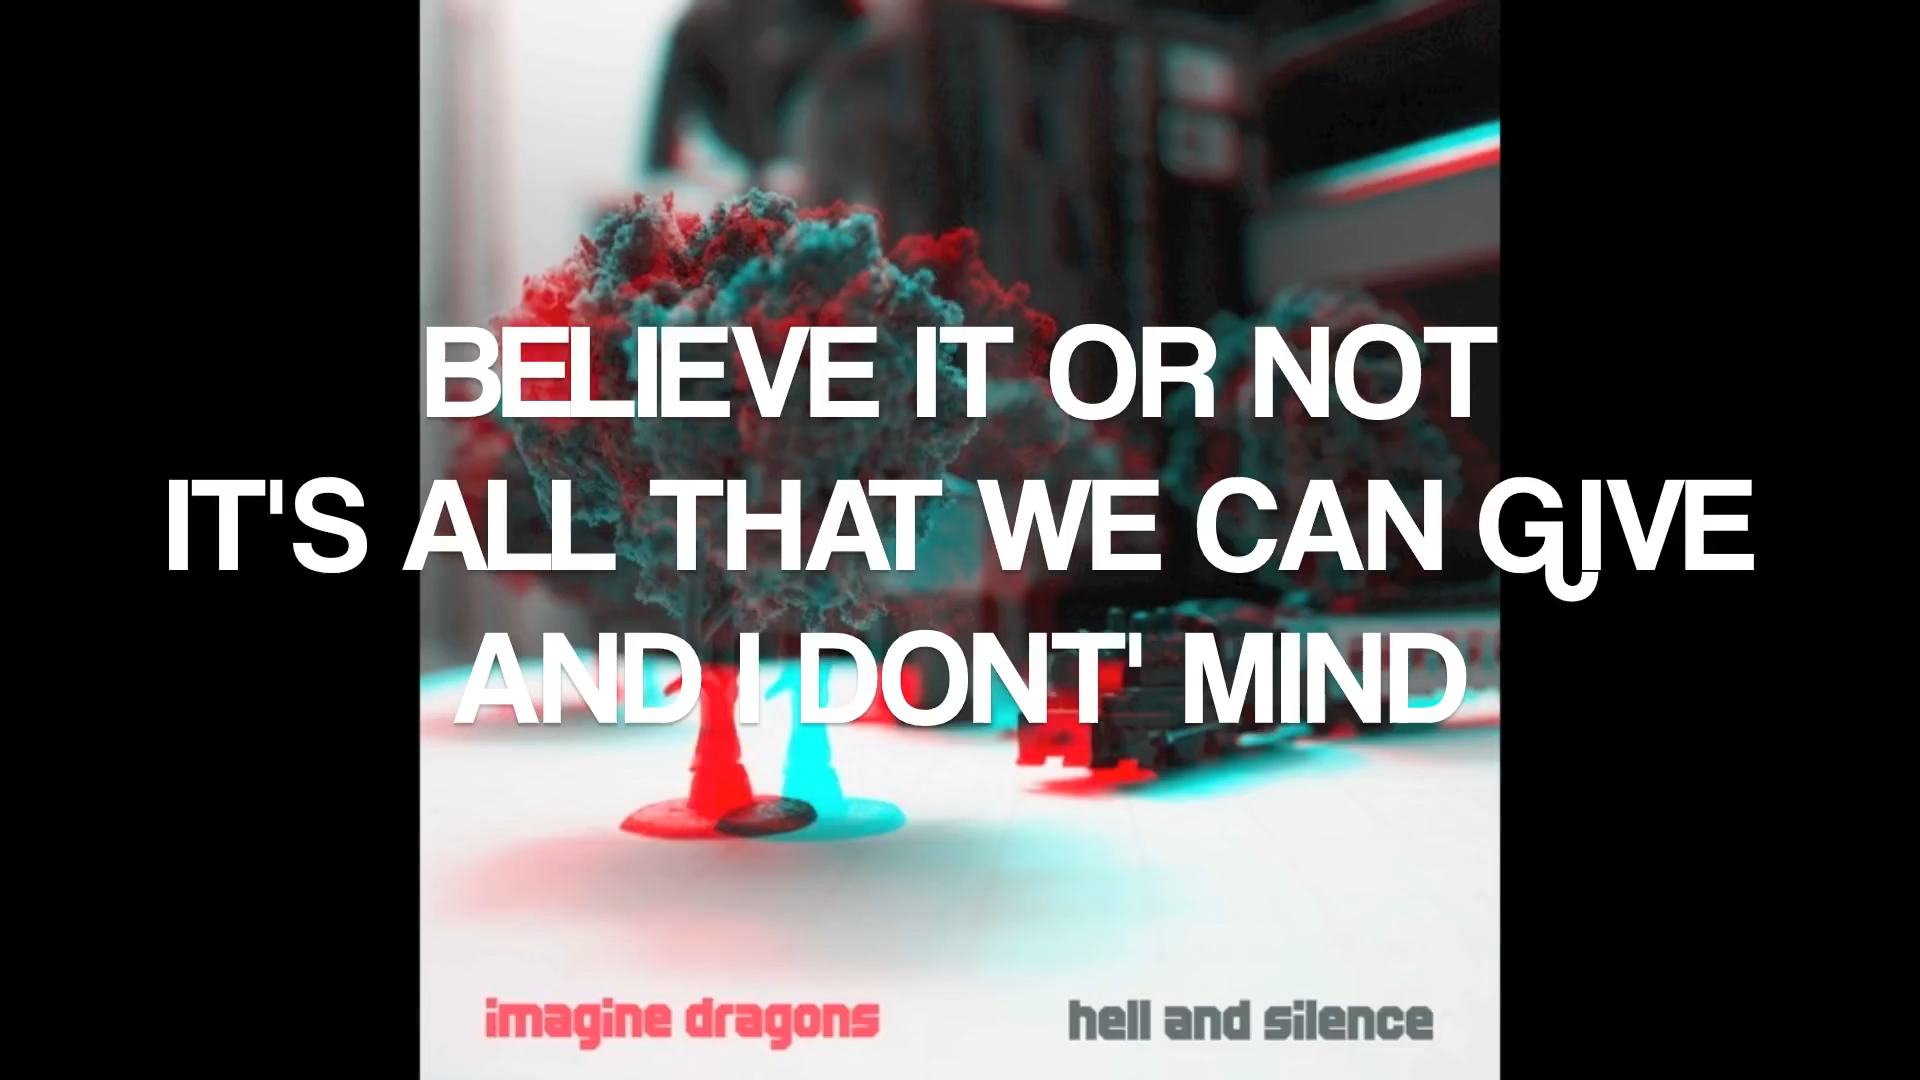 BELIEVE IT OR NOT
IT'S ALL THAT WE CAN GIVE
AND I DONT' MIND
imagine dragons
hell and silence